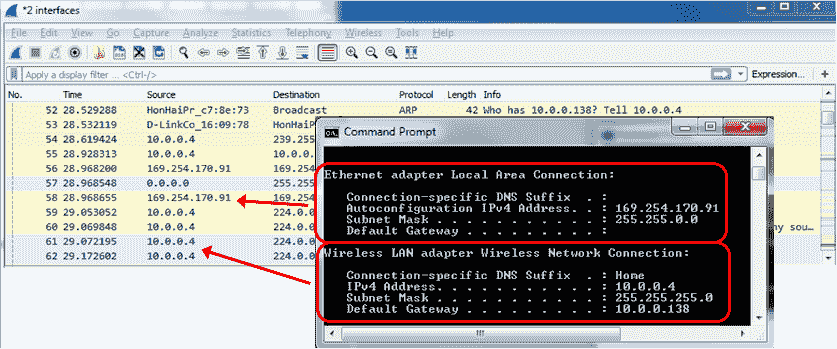 *2 interfaces
File Edit View Go Capture Analyze Statistics Telephony Wireless Tools Help
Apply a display filter ... <Ctrl-/>
Expression... +
No. Time Source Destination Protocol Length Info
52 28.529288 HonHaiPr_c7:8e:73 Broadcast ARP 42 Who has 10.0.0.138? Tell 10.0.0.4
53 28.532119 D-LinkCo_16:09:78 HonHai
54 28.619424 10.0.0.4 239.255
55 28.928313 10.0.0.4 10.0.0
56 28.968200 169.254.170.91 169.254
57 28.968548 0.0.0.0 255.255
58 28.968655 169.254.170.91 169.254
59 29.053052 10.0.0.4 224.0.0
60 29.069848 10.0.0.4 224.0.0 ny sou…
61 29.072195 10.0.0.4 224.0.0
62 29.172602 10.0.0.4 224.0.0
Command Prompt
Ethernet adapter Local Area Connection:
Connection-specific DNS Suffix . :
Autoconfiguration IPv4 Address. . : 169.254.170.91
Subnet Mask . . . . . . . . . . . : 255.255.0.0
Default Gateway . . . . . . . . . :
Wireless LAN adapter Wireless Network Connection:
Connection-specific DNS Suffix . : Home
IPv4 Address. . . . . . . . . . . : 10.0.0.4
Subnet Mask . . . . . . . . . . . : 255.255.255.0
Default Gateway . . . . . . . . . : 10.0.0.138